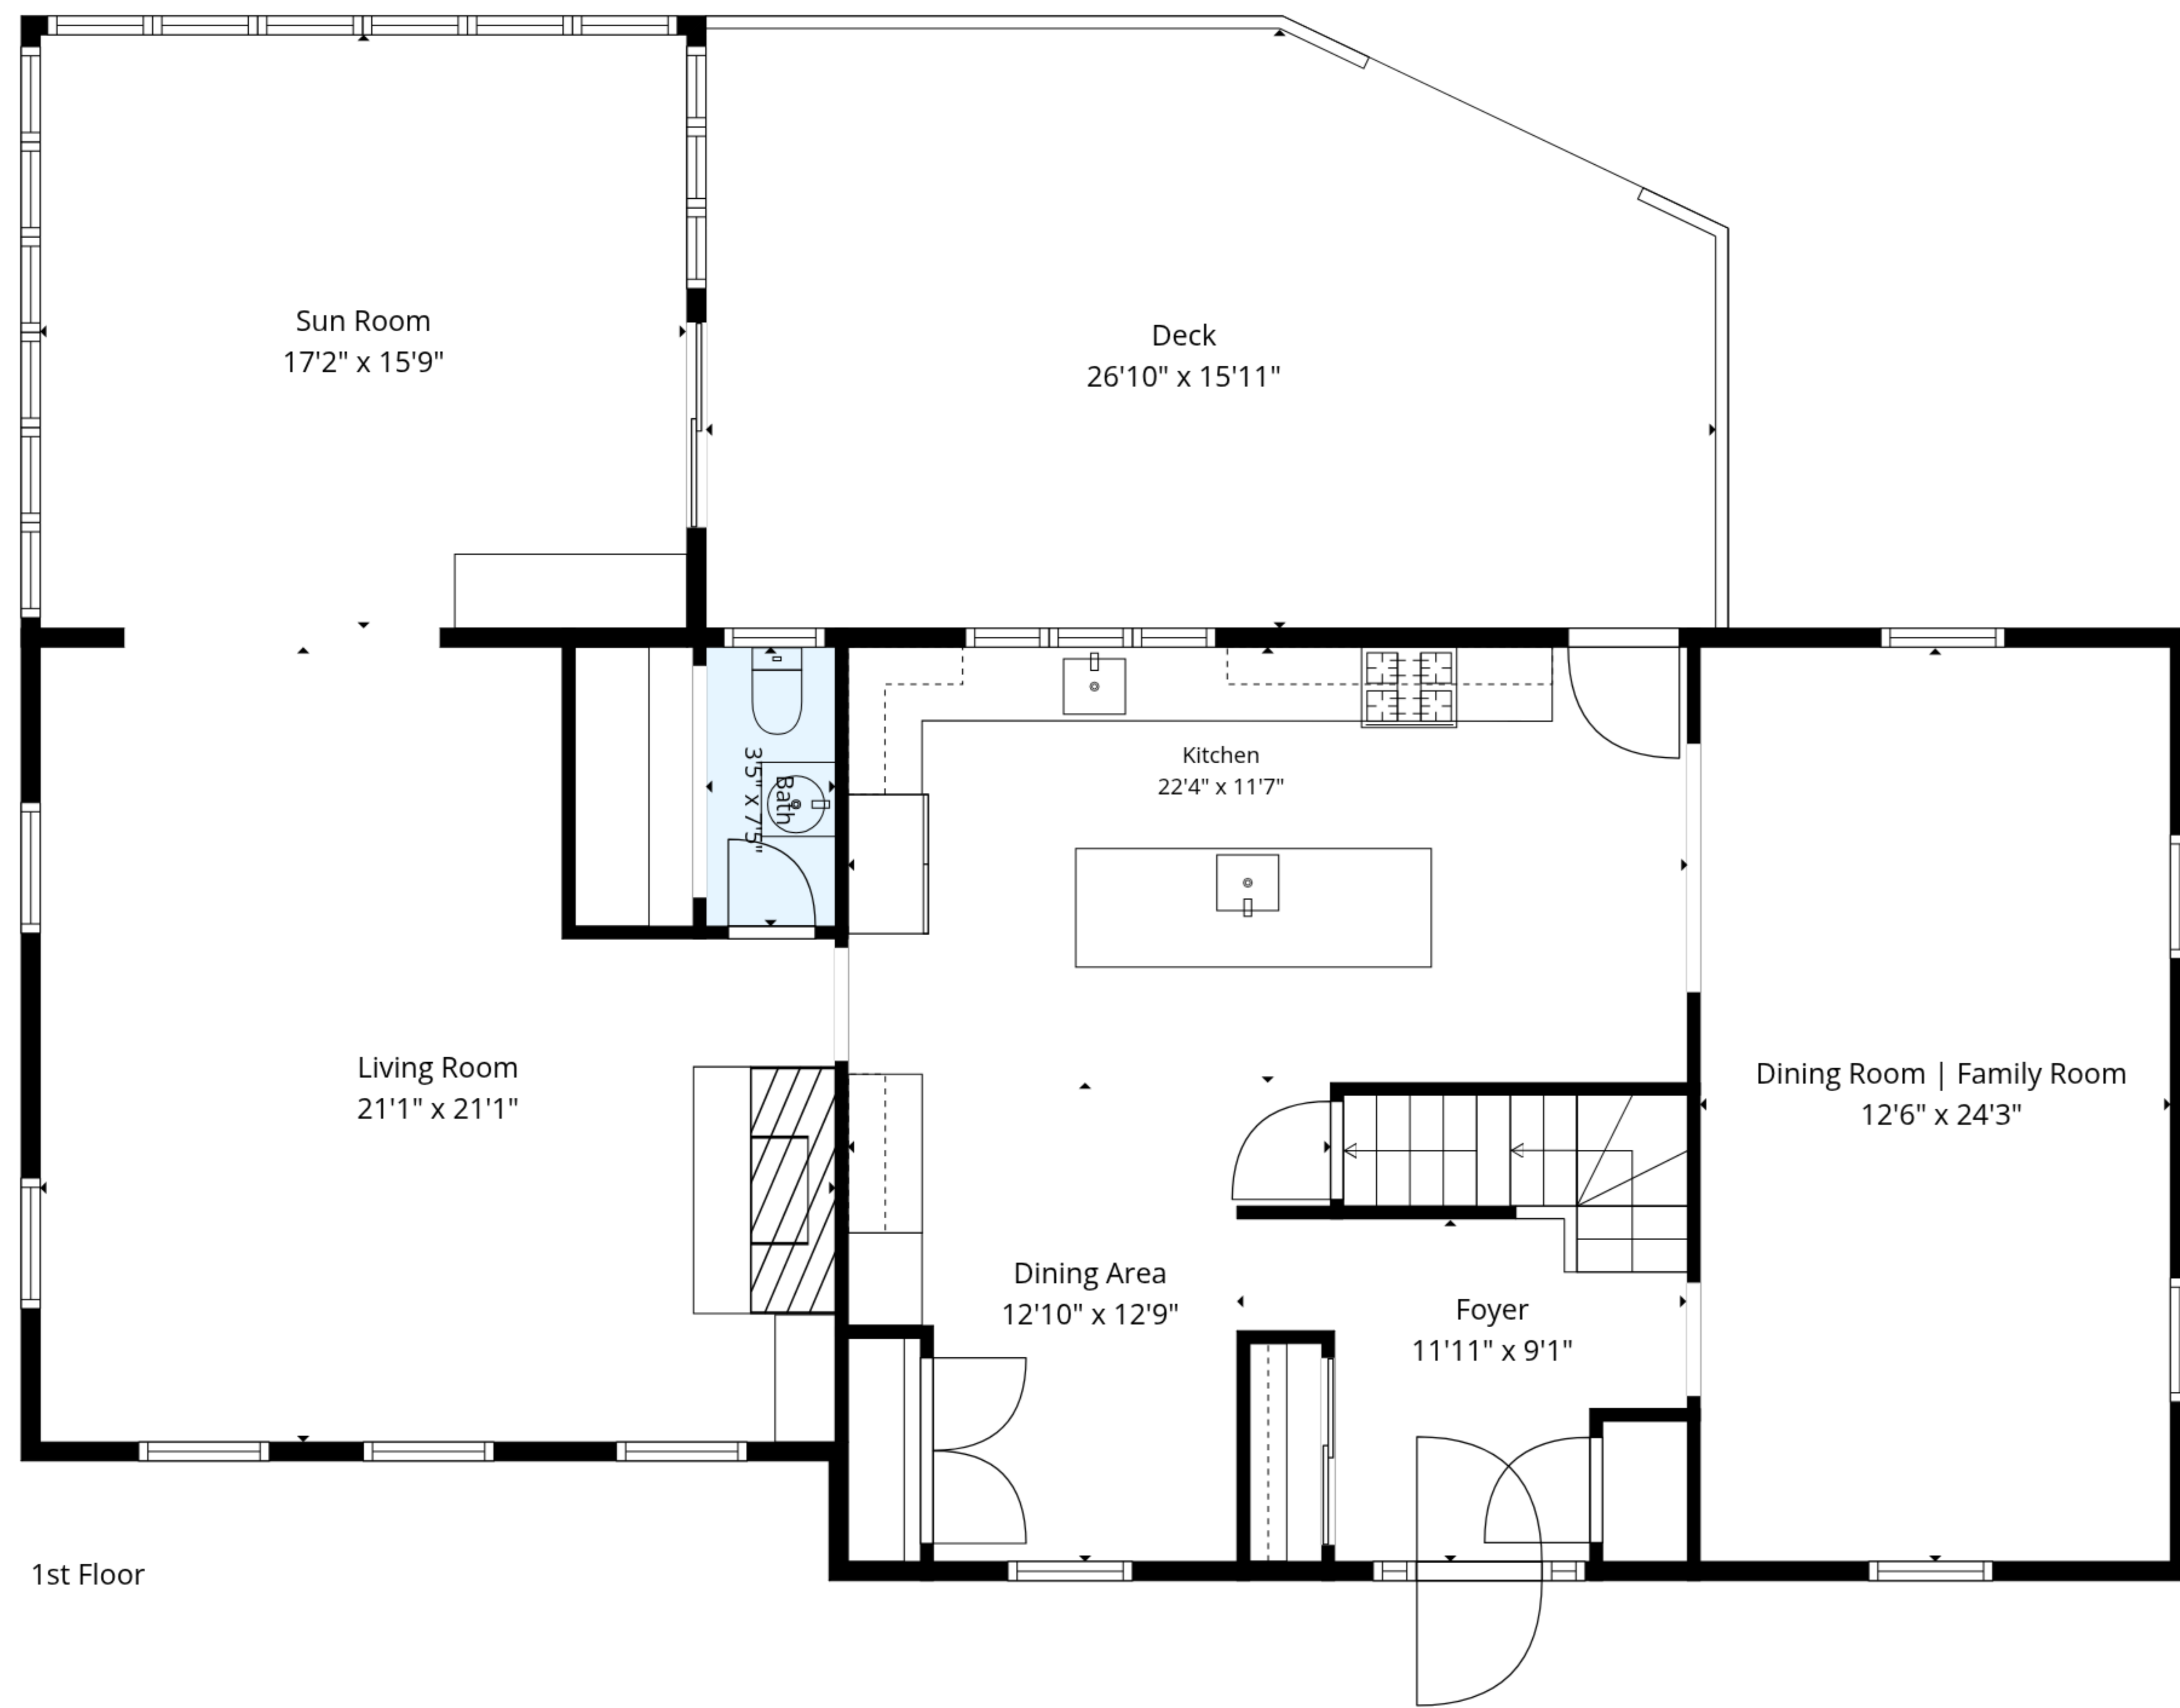 Sun Room
17'2" x 15'9"
Deck
26'10" x 15'11"
Kitchen
22'4" x 11'7"
Bath
3'5" x 7'5"
Living Room
21'1" x 21'1"
Dining Room | Family Room
12'6" x 24'3"
Dining Area
12'10" x 12'9"
Foyer
11'11" x 9'1"
1st Floor